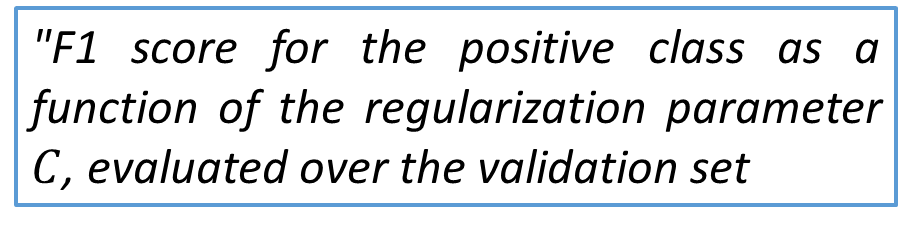 "F1 score for the positive class as a
function of the regularization parameter
C, evaluated over the validation set